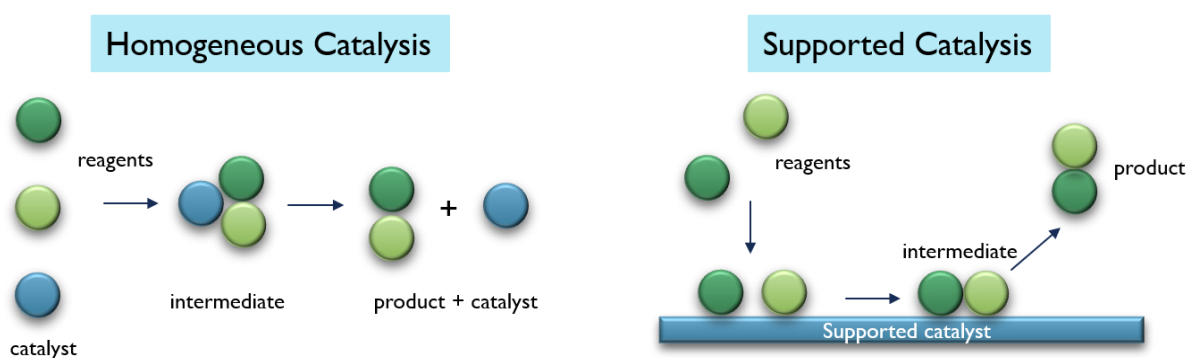 Homogeneous Catalysis
reagents
+
intermediate
product + catalyst
catalyst
Supported Catalysis
reagents
product
intermediate
Supported catalyst